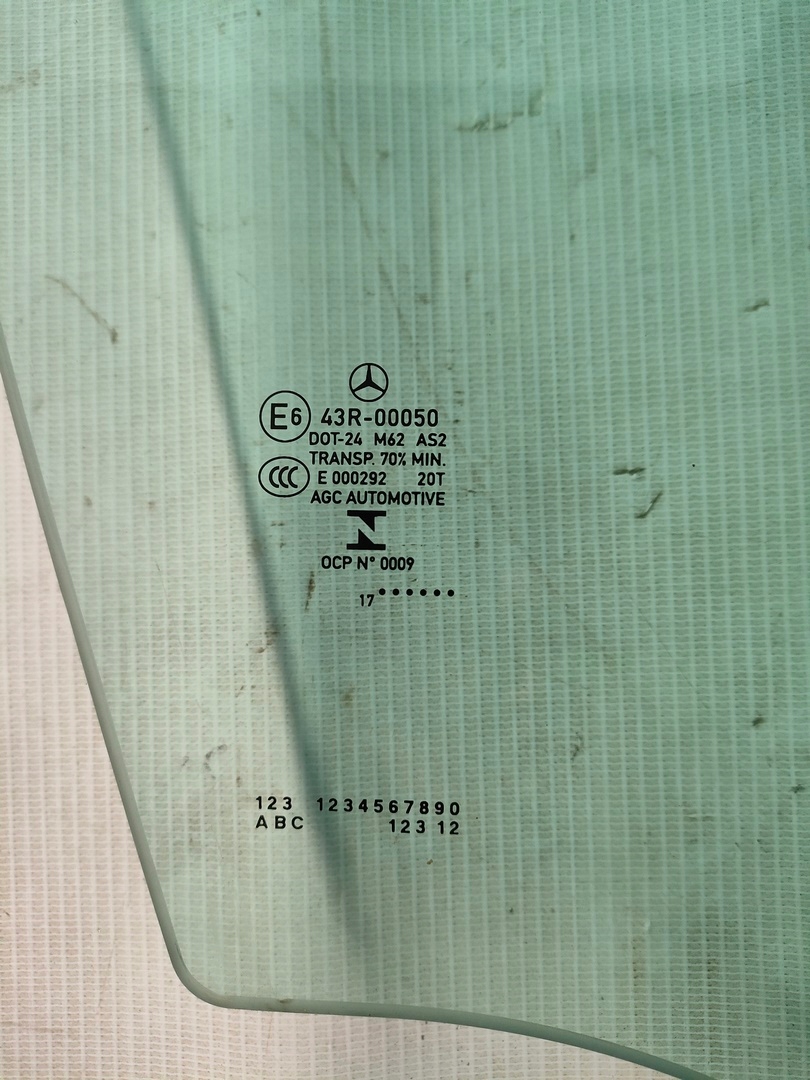 E6 43R-00050
DOT-24 M62 AS2
TRANSP. 70% MIN.
CCC E 000292 20T
AGC AUTOMOTIVE
OCP N° 0009
17 ••••••
123 1234567890
ABC 123 12